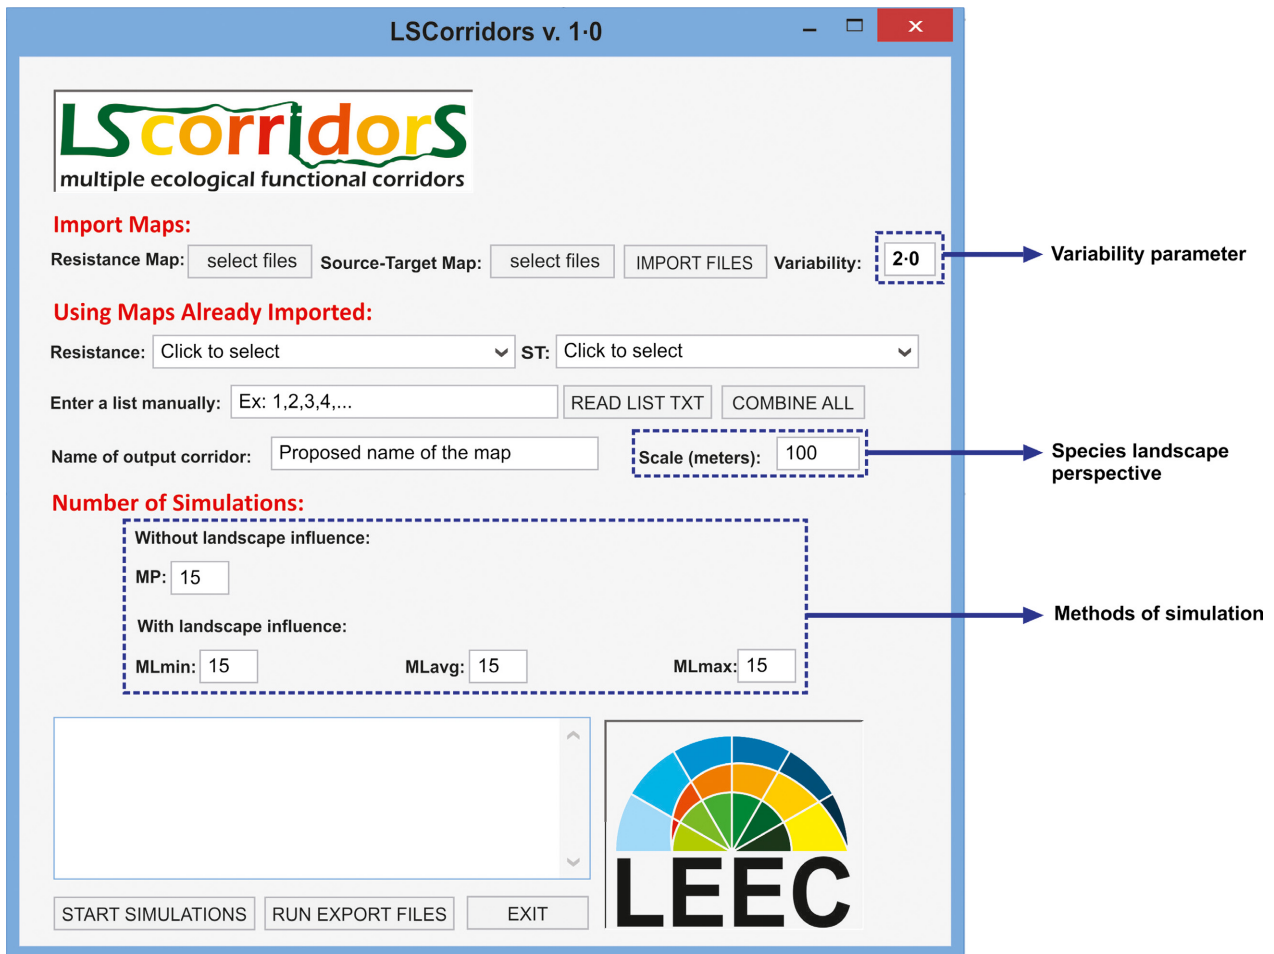 LSCorridors v. 1·0
LScorridorS
multiple ecological functional corridors
Import Maps:
Resistance Map: select files Source-Target Map: select files IMPORT FILES Variability: 2·0
Variability parameter
Using Maps Already Imported:
Resistance: Click to select ST: Click to select
Enter a list manually: Ex: 1,2,3,4,... READ LIST TXT COMBINE ALL
Name of output corridor: Proposed name of the map Scale (meters): 100
Species landscape
perspective
Number of Simulations:
Without landscape influence:
MP: 15
With landscape influence:
Methods of simulation
MLmin: 15 MLavg: 15 MLmax: 15
LEEC
START SIMULATIONS RUN EXPORT FILES EXIT